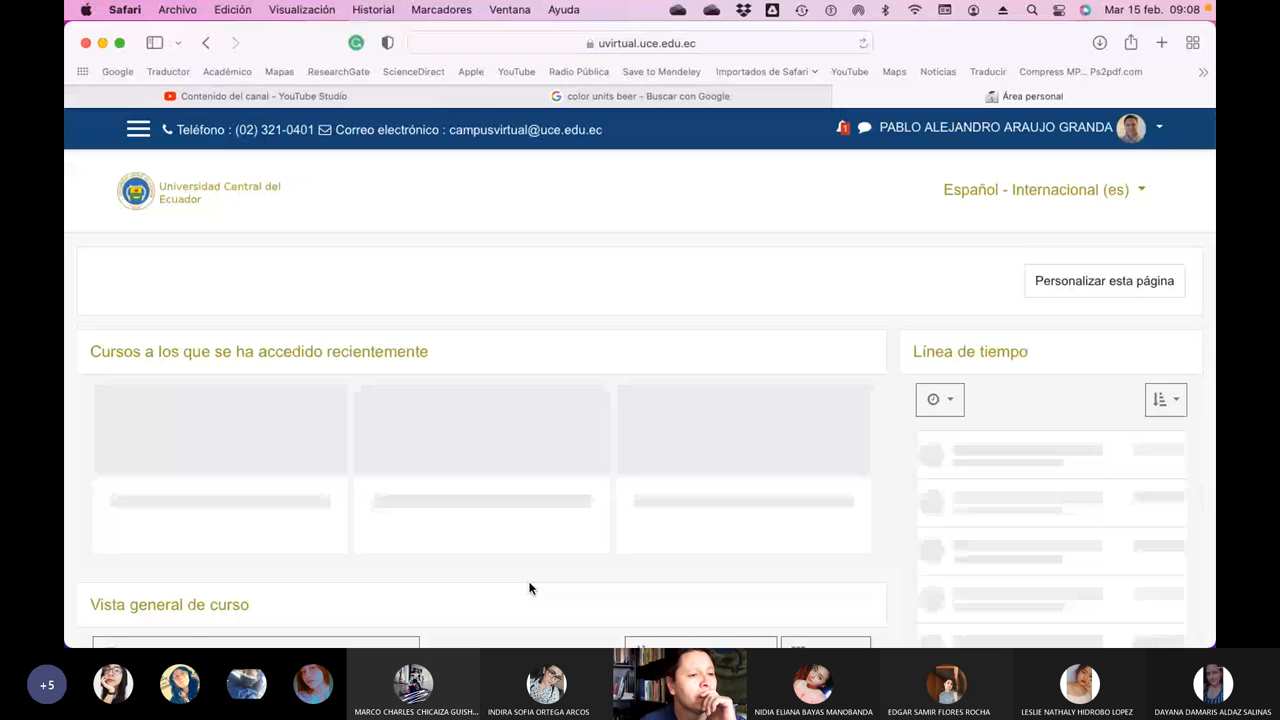 Safari Archivo Edición Visualización Historial Marcadores Ventana Ayuda Mar 15 feb. 09:08
uvirtual.uce.edu.ec
Google Traductor Académico Mapas ResearchGate ScienceDirect Apple YouTube Radio Pública Save to Mendeley Importados de Safari YouTube Maps Noticias Traducir Compress MP... Ps2pdf.com
Contenido del canal - YouTube Studio color units beer - Buscar con Google Área personal
Teléfono : (02) 321-0401 Correo electrónico : campusvirtual@uce.edu.ec 1 PABLO ALEJANDRO ARAUJO GRANDA
Universidad Central del
Ecuador
Español - Internacional (es)
Personalizar esta página
Cursos a los que se ha accedido recientemente
Línea de tiempo
Vista general de curso
+5
MARCO CHARLES CHICAIZA GUISH... INDIRA SOFIA ORTEGA ARCOS NIDIA ELIANA BAYAS MANOBANDA EDGAR SAMIR FLORES ROCHA LESLIE NATHALY HIDROBO LOPEZ DAYANA DAMARIS ALDAZ SALINAS